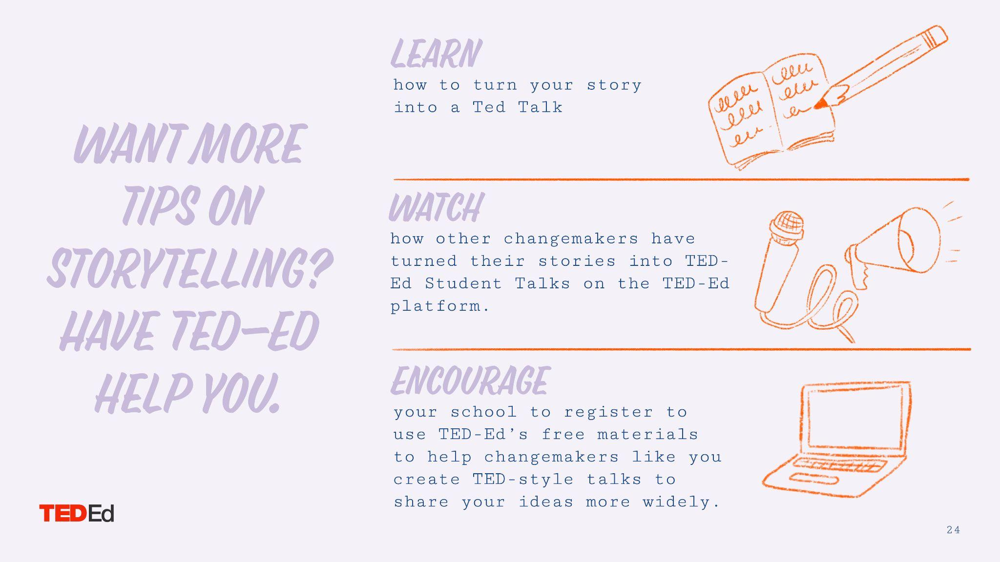 WANT MORE
TIPS ON
STORYTELLING?
HAVE TED-ED
HELP YOU.
LEARN
how to turn your story
into a Ted Talk
WATCH
how other changemakers have
turned their stories into TED-
Ed Student Talks on the TED-Ed
platform.
ENCOURAGE
your school to register to
use TED-Ed’s free materials
to help changemakers like you
create TED-style talks to
share your ideas more widely.
TEDEd
24